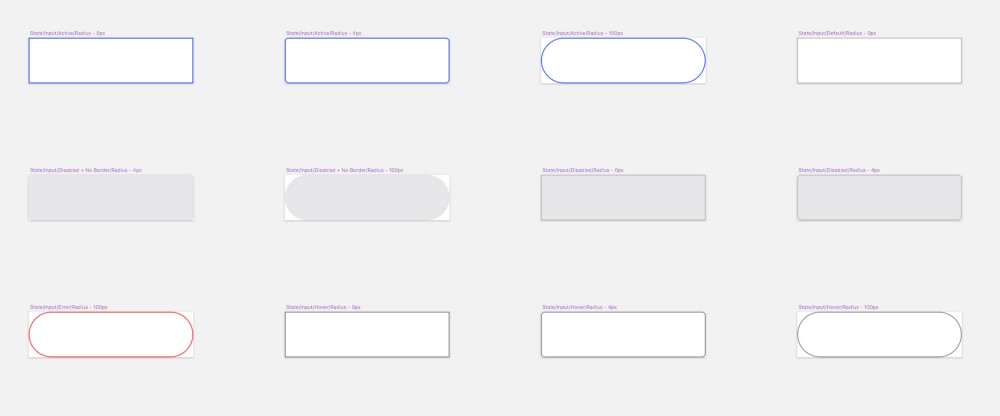 State/Input/Active/Radius - 0px
State/Input/Active/Radius - 4px
State/Input/Active/Radius - 100px
State/Input/Default/Radius - 0px
State/Input/Disabled + No Border/Radius - 4px
State/Input/Disabled + No Border/Radius - 100px
State/Input/Disabled/Radius - 0px
State/Input/Disabled/Radius - 4px
State/Input/Error/Radius - 100px
State/Input/Hover/Radius - 0px
State/Input/Hover/Radius - 4px
State/Input/Hover/Radius - 100px